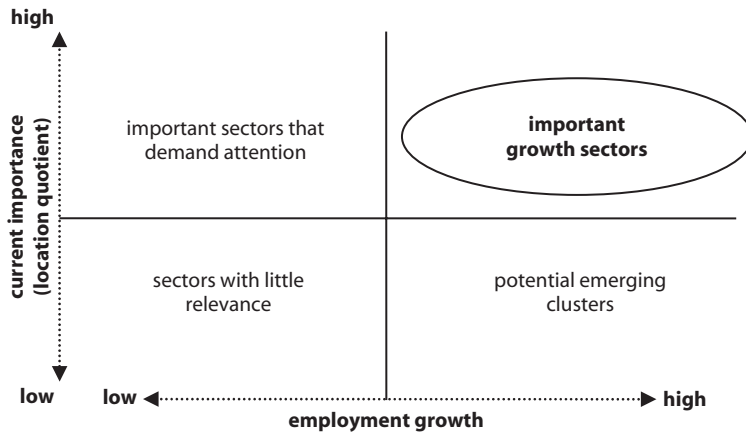 high
important sectors that
demand attention
important
growth sectors
current importance
(location quotient)
sectors with little
relevance
potential emerging
clusters
low
low
high
employment growth